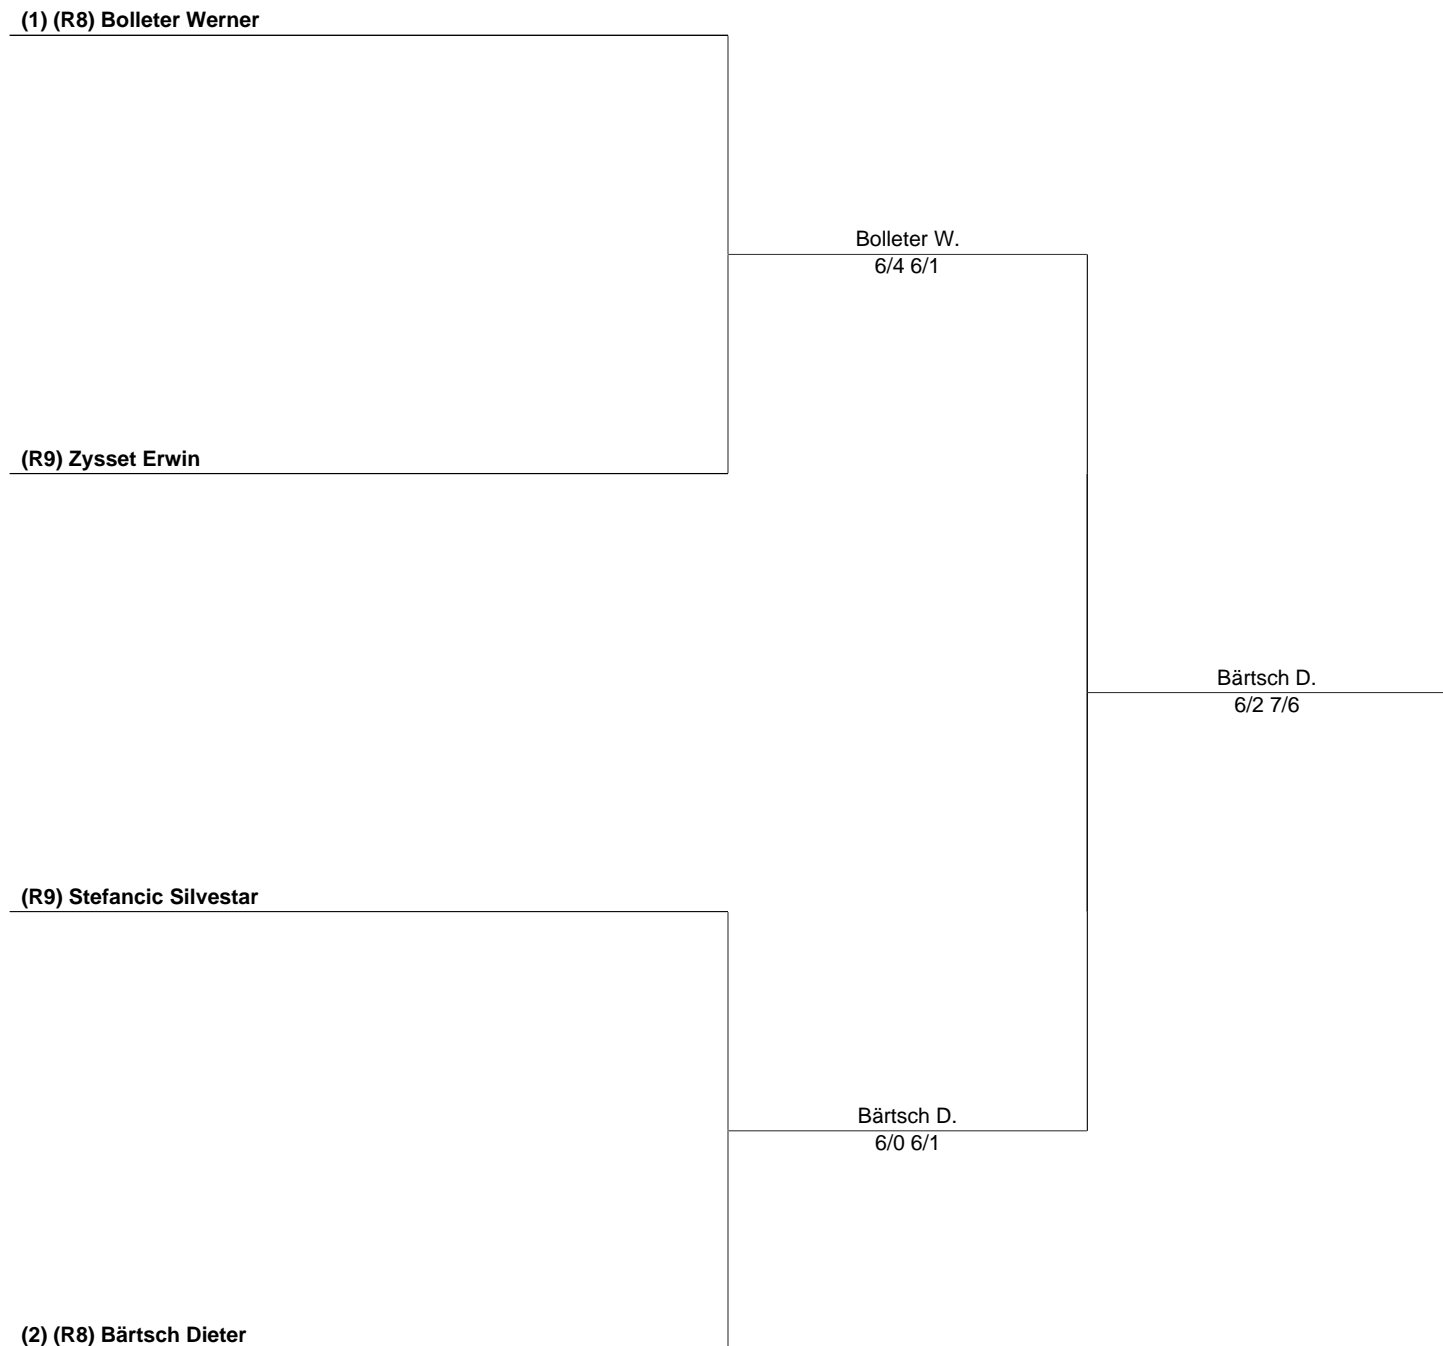 (1) (R8) Bolleter Werner
Bolleter W.
6/4 6/1
(R9) Zysset Erwin
Bärtsch D.
6/2 7/6
(R9) Stefancic Silvestar
Bärtsch D.
6/0 6/1
(2) (R8) Bärtsch Dieter